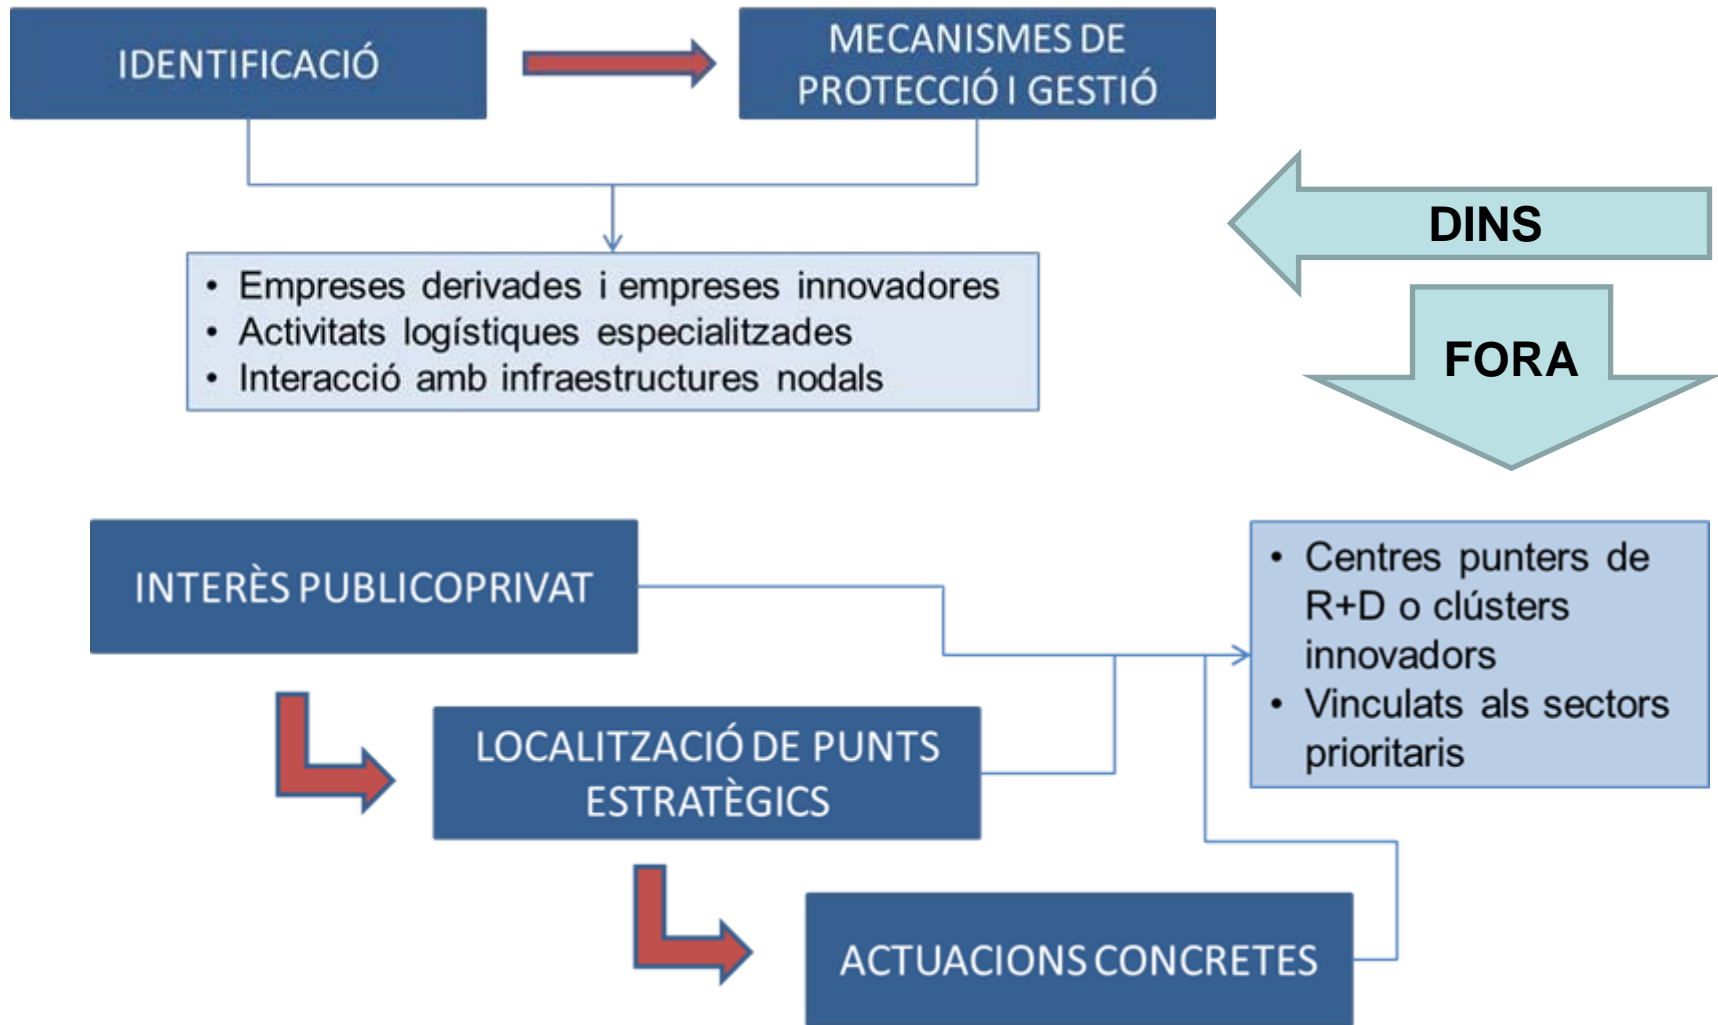 IDENTIFICACIÓ
MECANISMES DE
PROTECCIÓ I GESTIÓ
• Empreses derivades i empreses innovadores
• Activitats logístiques especialitzades
• Interacció amb infraestructures nodals
DINS
FORA
INTERÈS PUBLICOPRIVAT
LOCALITZACIÓ DE PUNTS
ESTRATÈGICS
ACTUACIONS CONCRETES
• Centres punters de
R+D o clústers
innovadors
• Vinculats als sectors
prioritaris